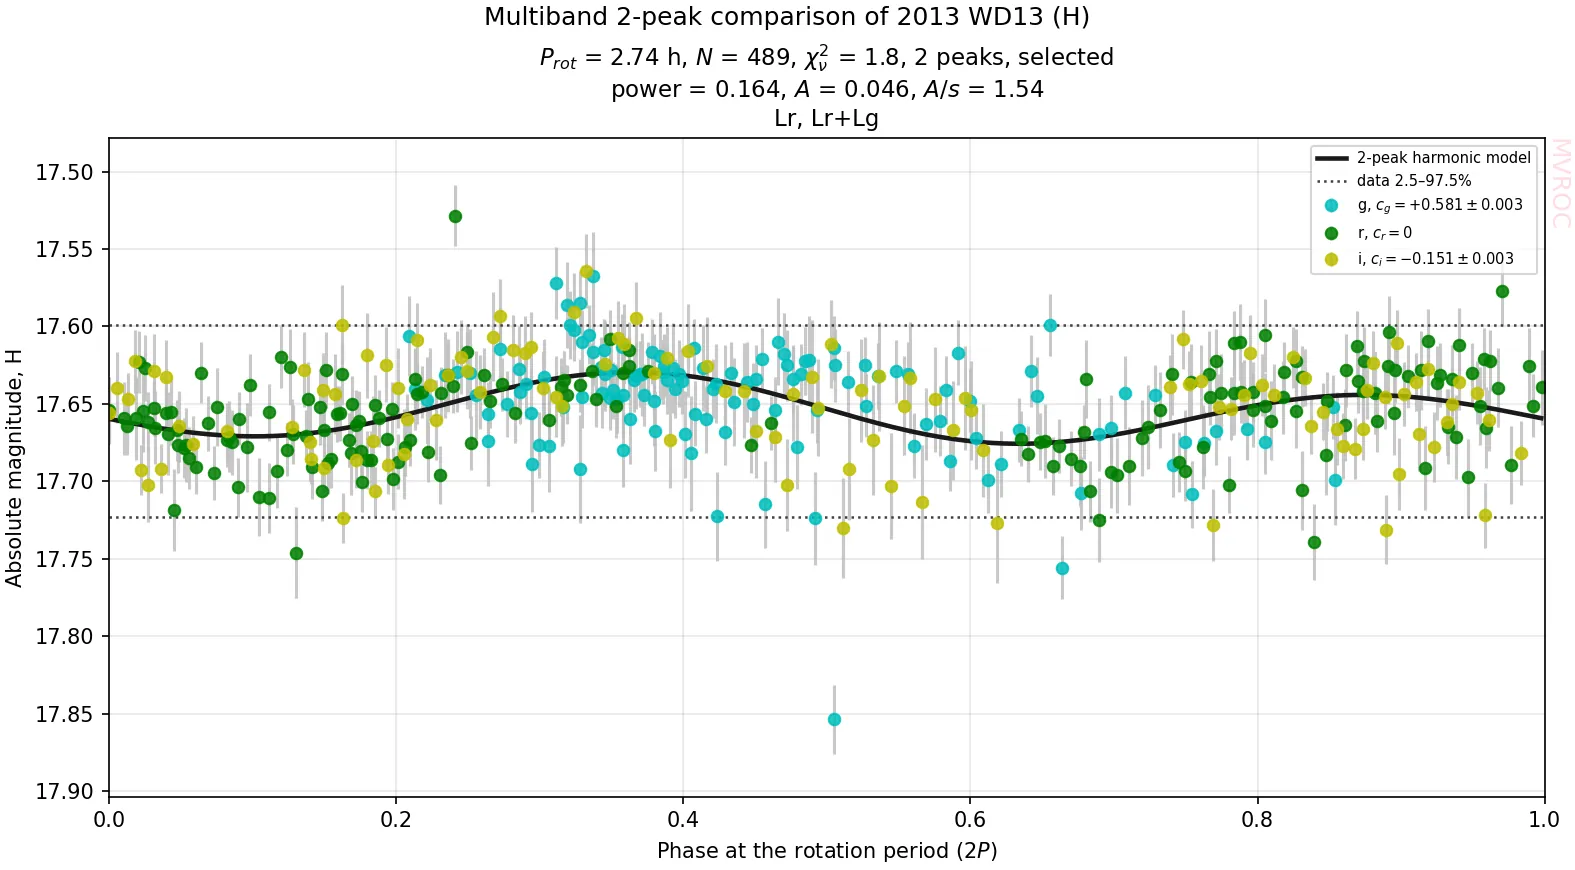 Multiband 2-peak comparison of 2013 WD13 (H)
P_rot = 2.74 h, N = 489, χ²_ν = 1.8, 2 peaks, selected
power = 0.164, A = 0.046, A/s = 1.54
Lr, Lr+Lg
MVROC
2-peak harmonic model
data 2.5–97.5%
g, c_g = +0.581 ± 0.003
r, c_r = 0
i, c_i = −0.151 ± 0.003
Absolute magnitude, H
17.50
17.55
17.60
17.65
17.70
17.75
17.80
17.85
17.90
0.0
0.2
0.4
0.6
0.8
1.0
Phase at the rotation period (2P)